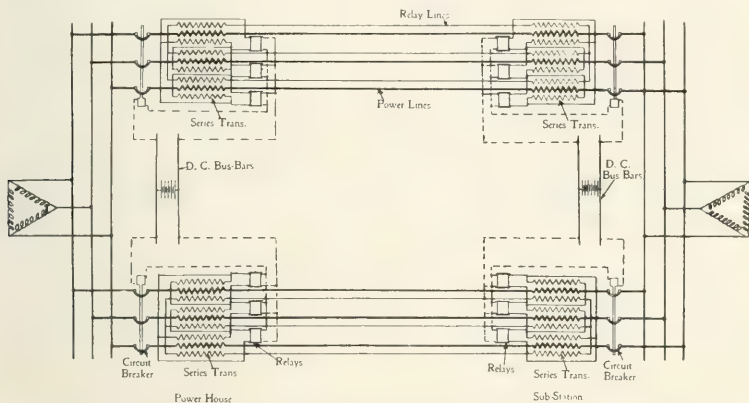 Relay Lines
Power Lines
Series Trans.
Series Trans.
D. C. Bus-Bars
D. C.
Bus Bars
Circuit
Breaker
Series Trans.
Relays
Relays
Series Trans.
Circuit
Breaker
Power House
Sub-Station